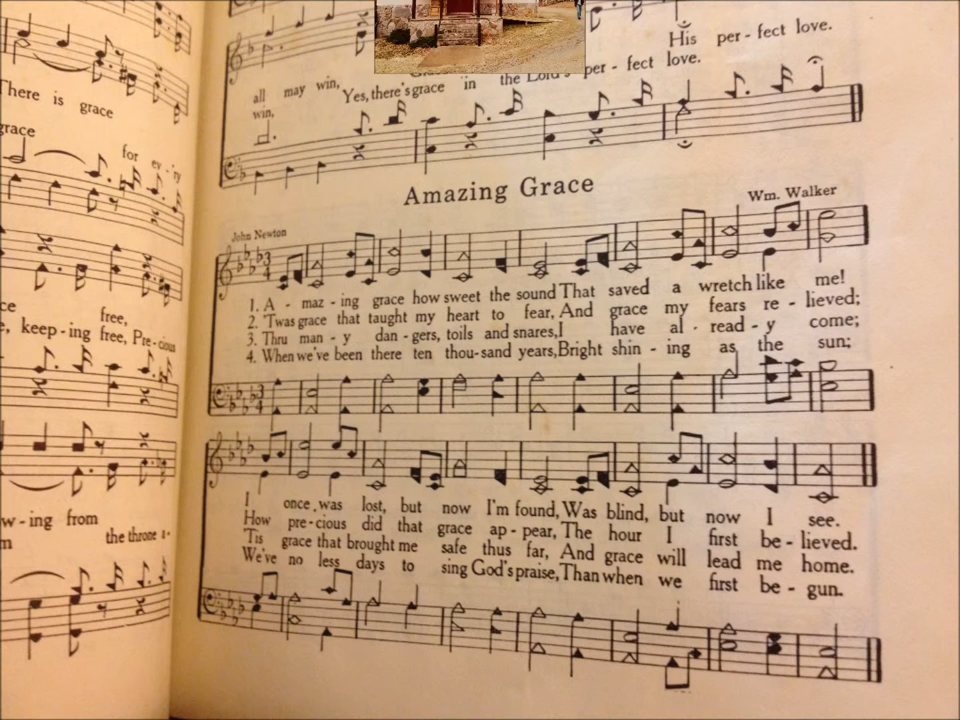 There is grace
grace
for ev - 'ry
ce free,
e, keep-ing free, Pre-cious
w-ing from
m the throne a-
His per - fect love.
all may win, Yes, there's grace in the Lord's per - fect love.
win,
Amazing Grace
John Newton
Wm. Walker
1. A - maz - ing grace how sweet the sound That saved a wretch like me!
2. 'Twas grace that taught my heart to fear, And grace my fears re - lieved;
3. Thru man - y dan - gers, toils and snares, I have al - read - y come;
4. When we've been there ten thou-sand years, Bright shin - ing as the sun;
I once was lost, but now I'm found, Was blind, but now I see.
How pre-cious did that grace ap - pear, The hour I first be - lieved.
'Tis grace that brought me safe thus far, And grace will lead me home.
We've no less days to sing God's praise, Than when we first be - gun.